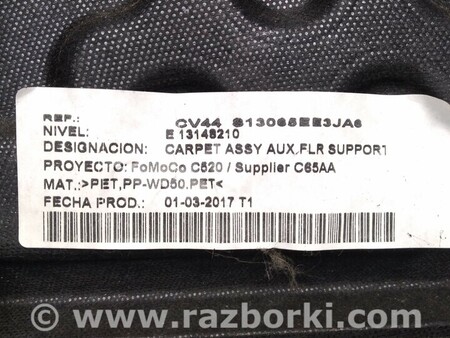 REF.: CV44 S13065EE3JA6
NIVEL: E 13148210
DESIGNACION: CARPET ASSY AUX,FLR SUPPORT
PROYECTO: FoMoCo C520 / Supplier C65AA
MAT.: >PET,PP-WD50.PET<
FECHA PROD.: 01-03-2017 T1
www.razborki.com